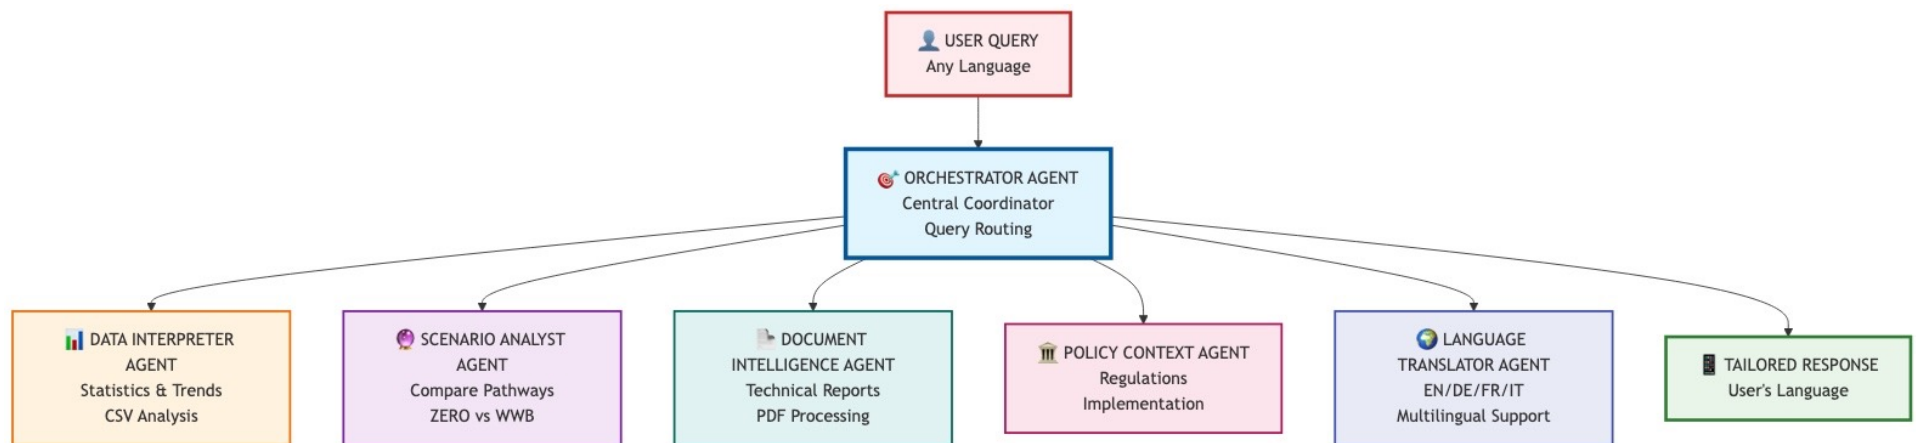 USER QUERY
Any Language
ORCHESTRATOR AGENT
Central Coordinator
Query Routing
DATA INTERPRETER
AGENT
Statistics & Trends
CSV Analysis
SCENARIO ANALYST
AGENT
Compare Pathways
ZERO vs WWB
DOCUMENT
INTELLIGENCE AGENT
Technical Reports
PDF Processing
POLICY CONTEXT AGENT
Regulations
Implementation
LANGUAGE
TRANSLATOR AGENT
EN/DE/FR/IT
Multilingual Support
TAILORED RESPONSE
User's Language